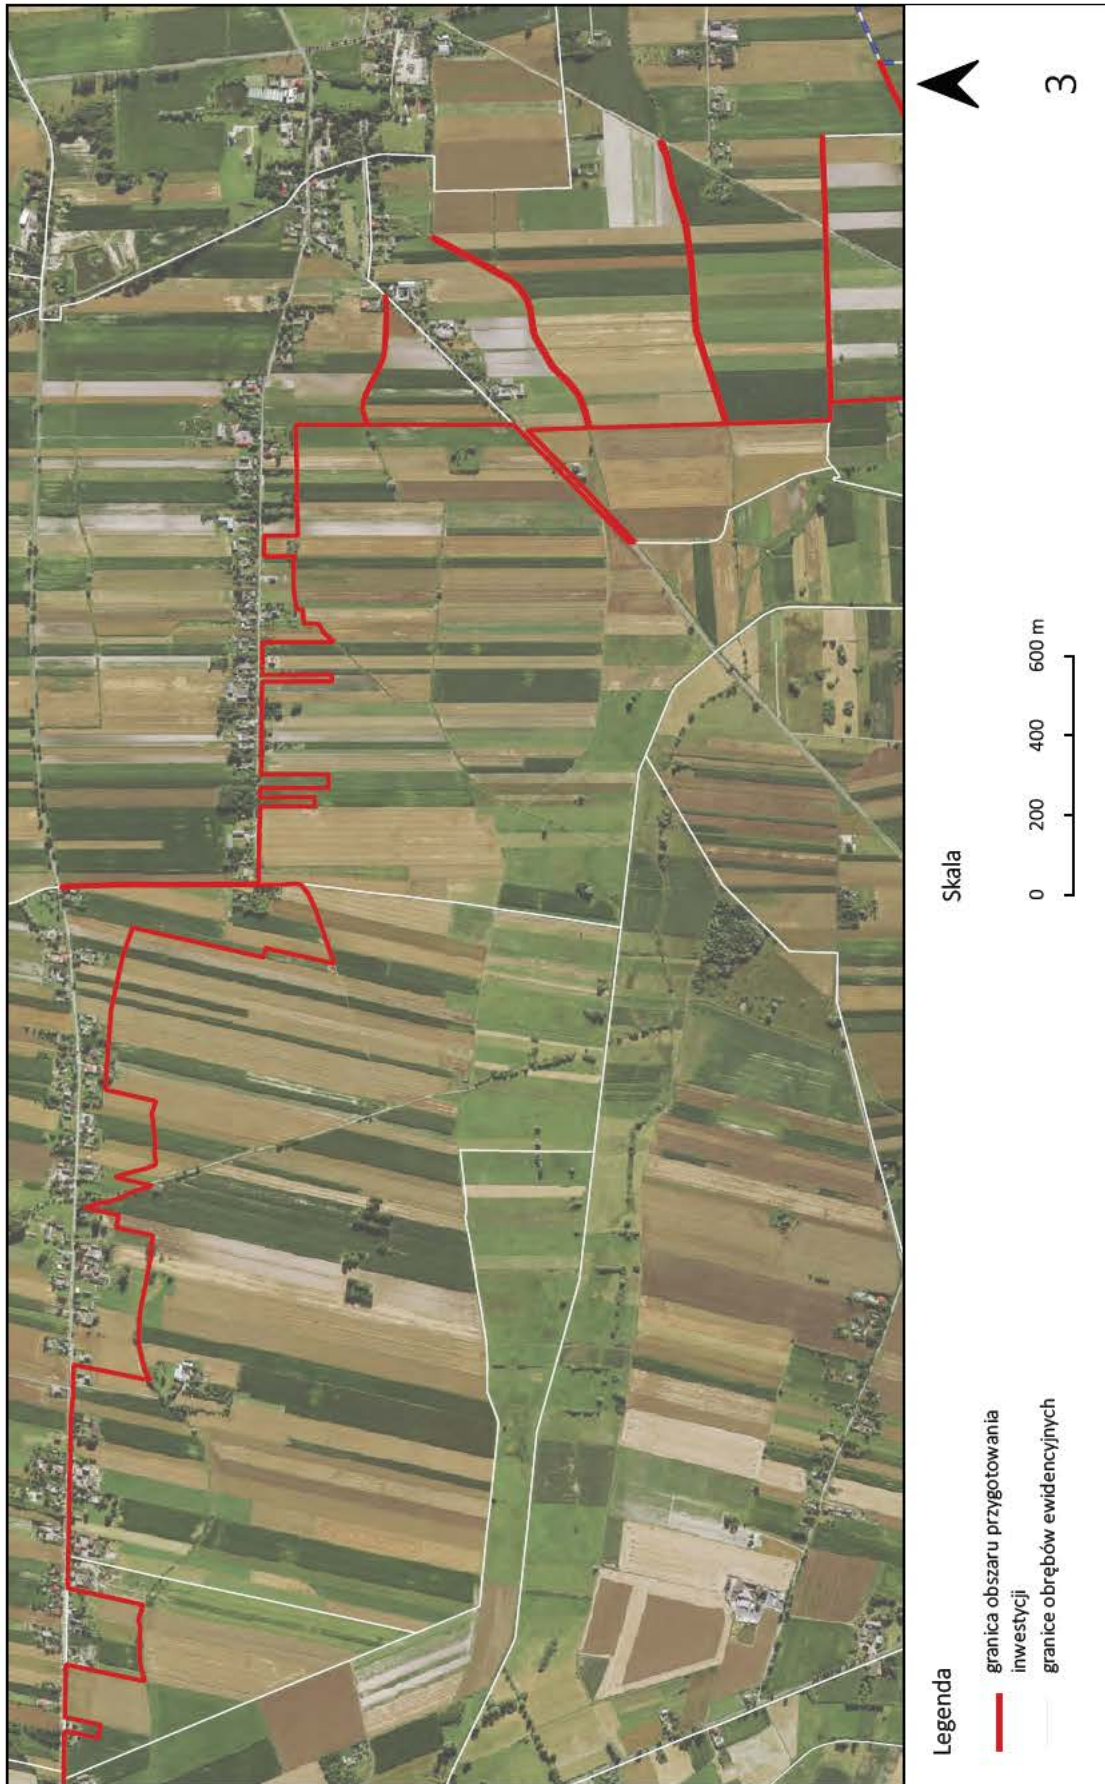 Legenda
granica obszaru przygotowania
inwestycji
granice obrębów ewidencyjnych
Skala
0 200 400 600 m
3